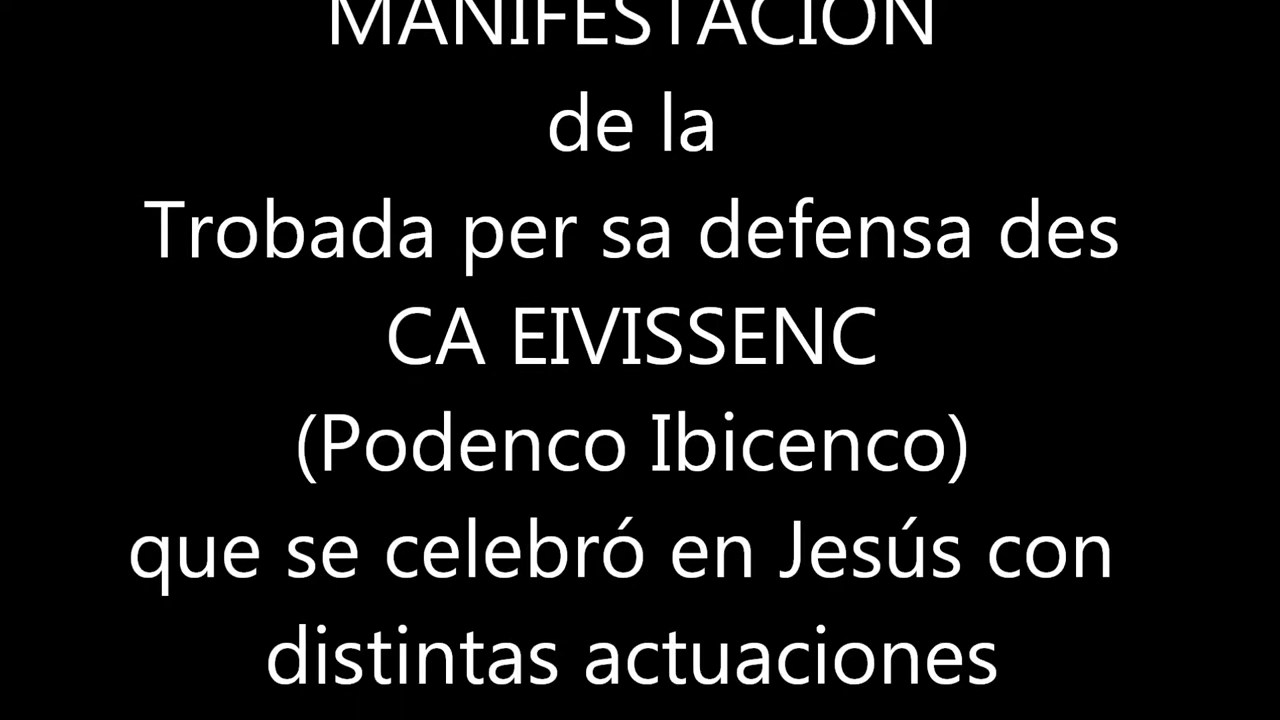 MANIFESTACION
de la
Trobada per sa defensa des
CA EIVISSENC
(Podenco Ibicenco)
que se celebró en Jesús con
distintas actuaciones